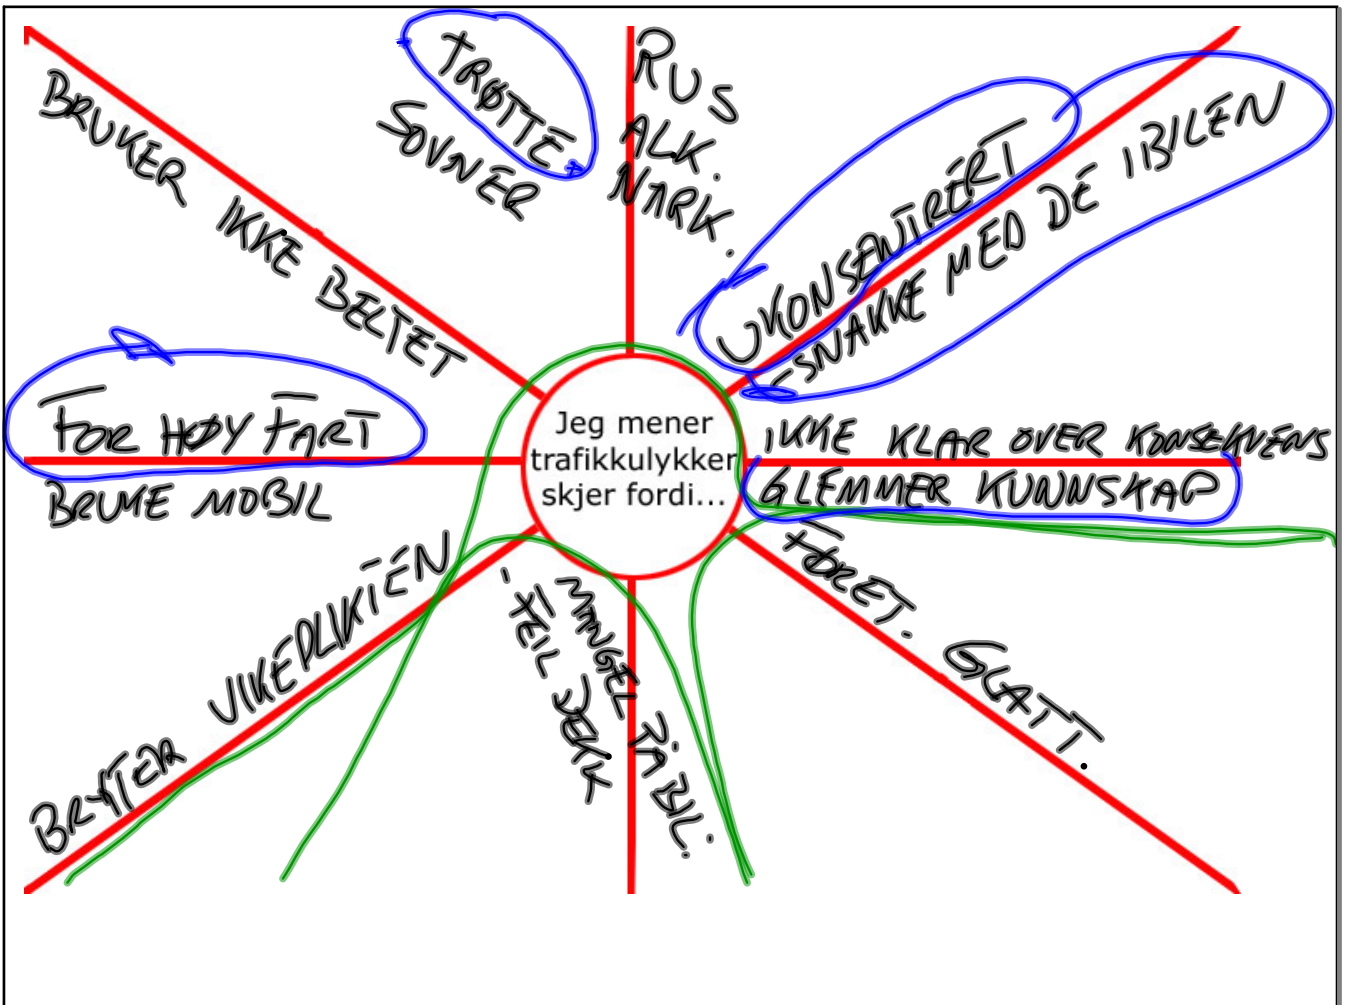 TRØTTE
SOVNER
RUS
ALK.
NARK.
UKONSENTRERT
SNAKKE MED DE I BILEN
BRUKER IKKE BELTET
FOR HØY FART
BRUKE MOBIL
Jeg mener
trafikkulykker
skjer fordi...
IKKE KLAR OVER KONSEKVENS
GLEMMER KUNNSKAP
FØRET. GLATT.
BRYTER VIKEPLIKTEN
MANGEL PÅ BIL.
- FEIL DEKK